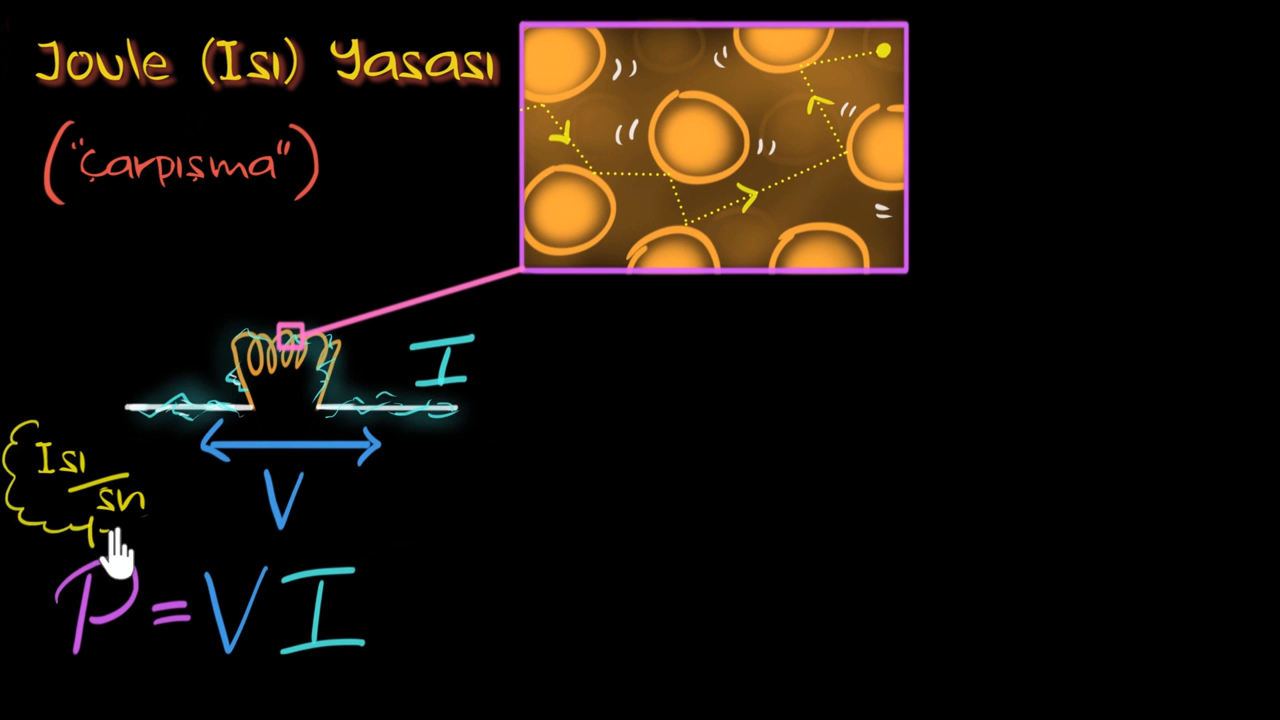 Joule (Isı) Yasası
("Çarpışma")
I
V
Isı/sn
P = VI